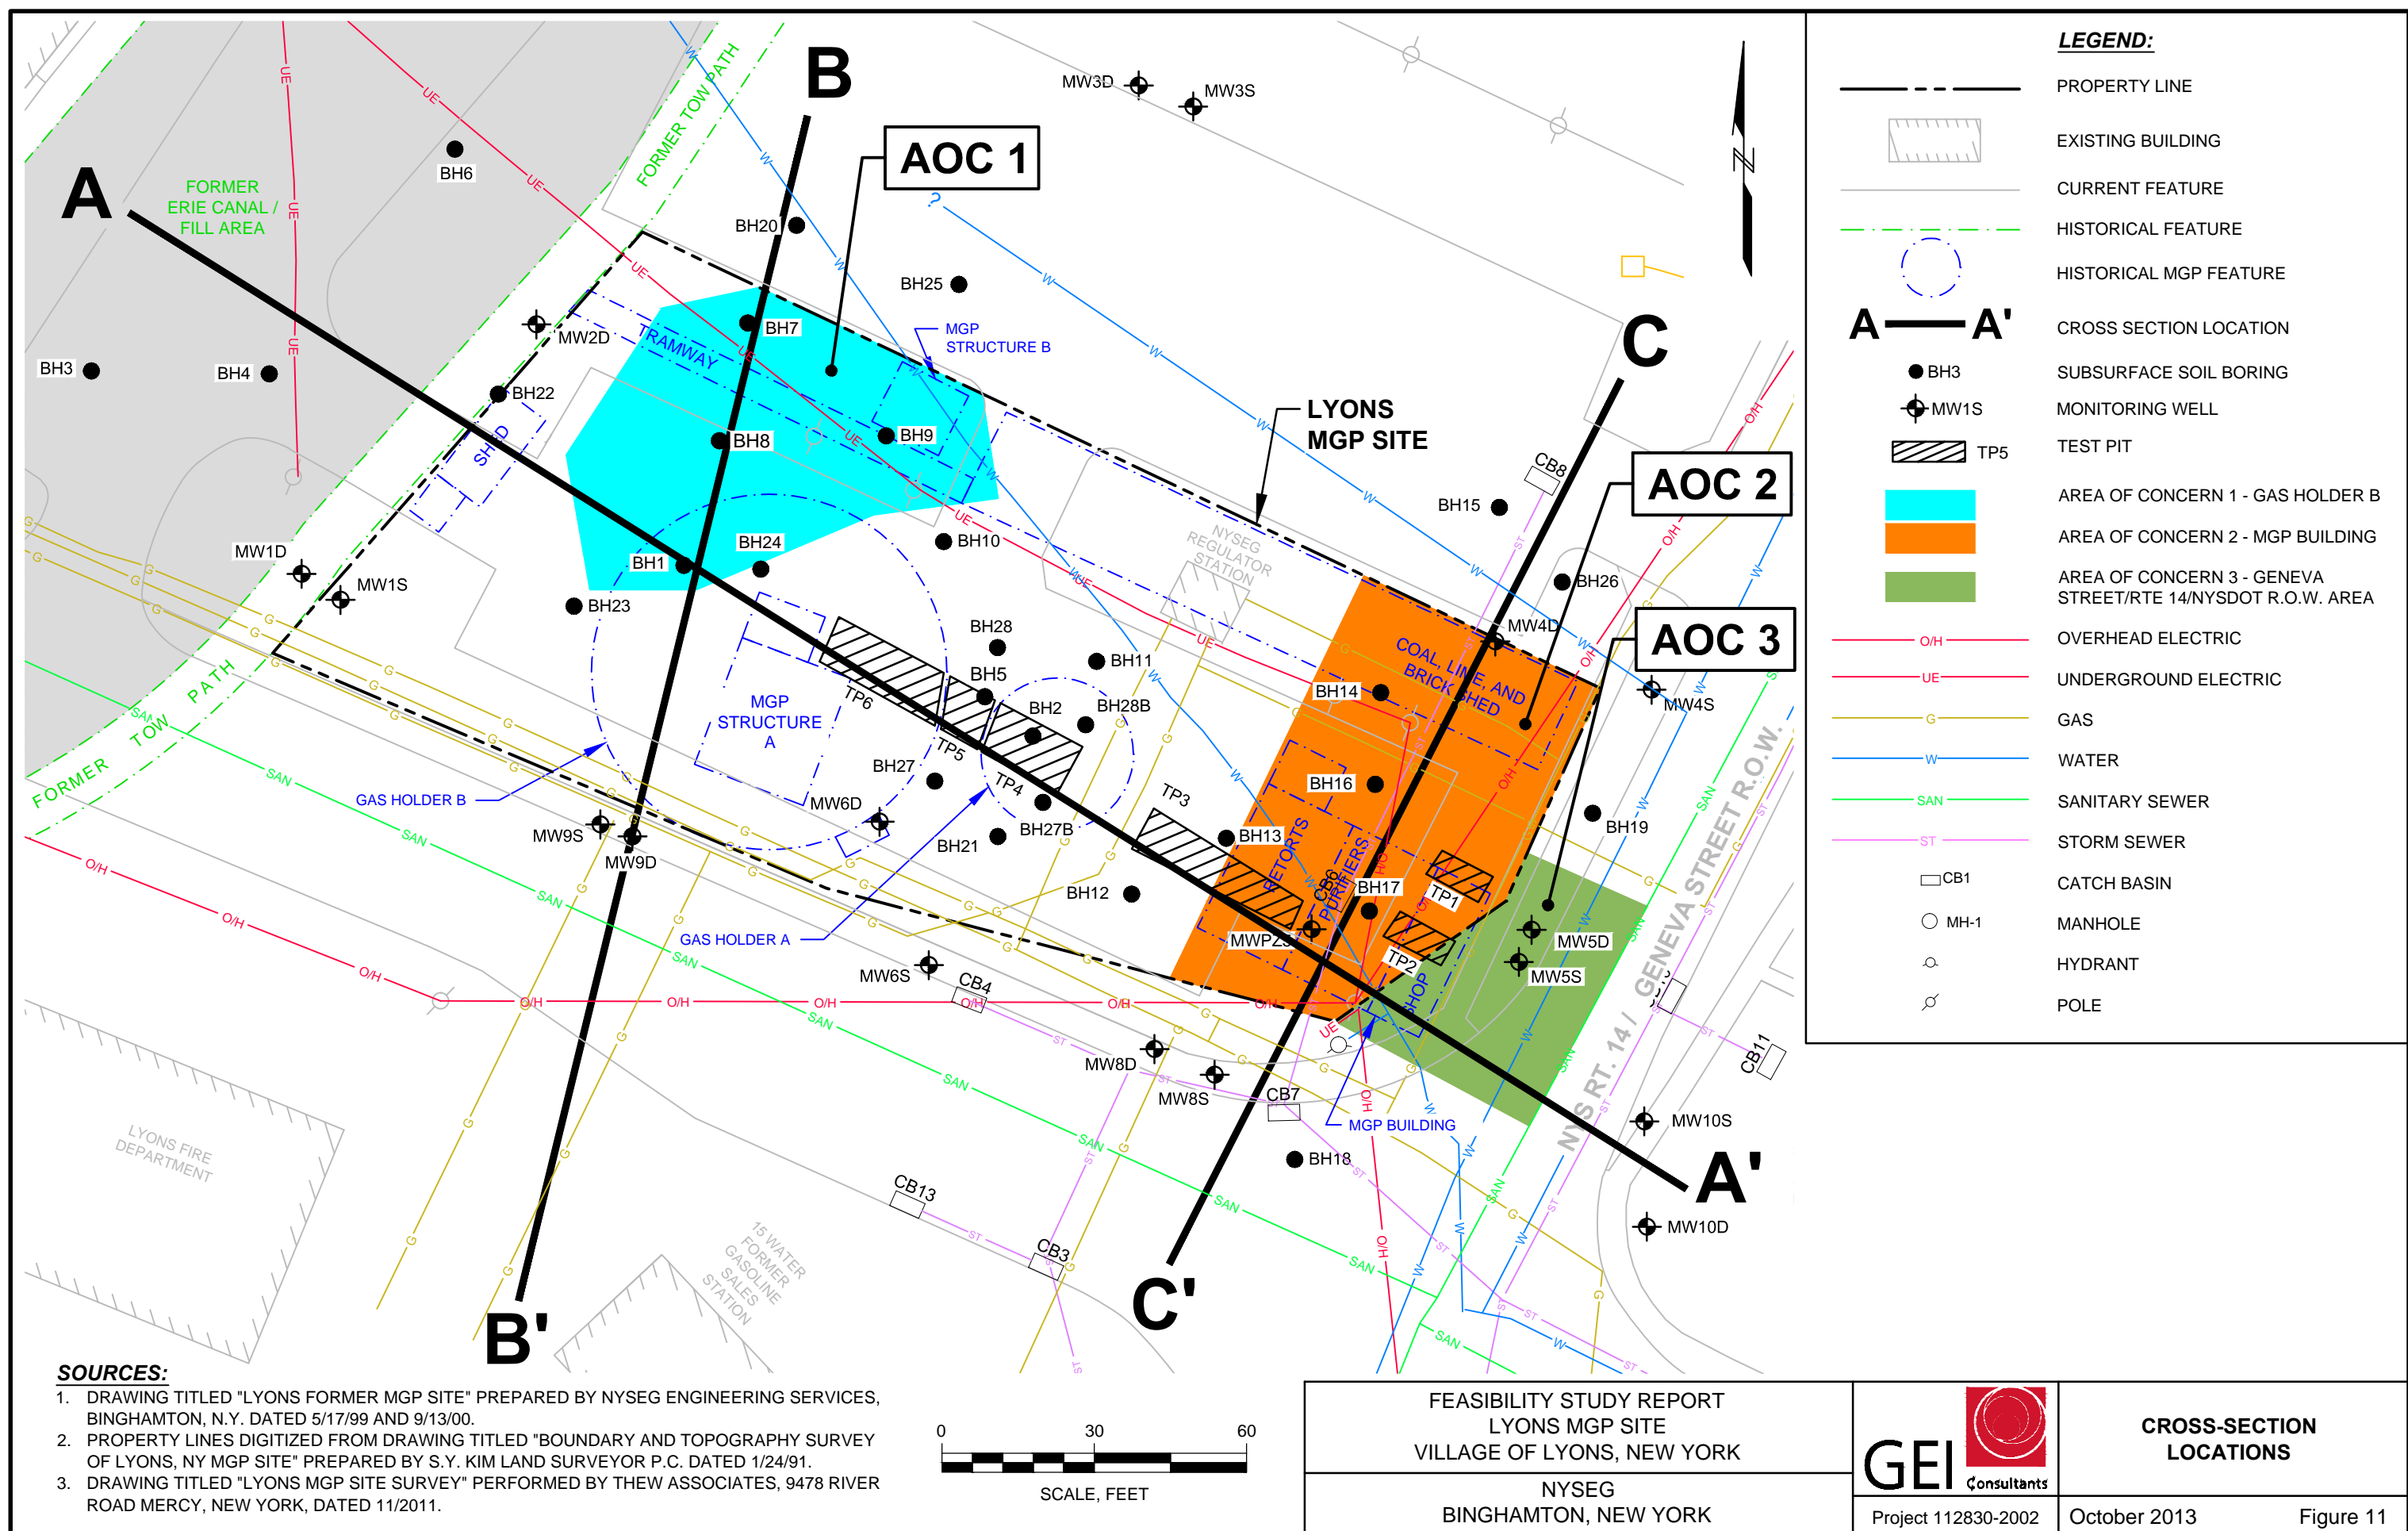 A
B
C
A'
B'
C'
AOC 1
AOC 2
AOC 3
LYONS
MGP SITE
FORMER
ERIE CANAL /
FILL AREA
FORMER TOW PATH
FORMER TOW PATH
TRAMWAY
SHED
MGP
STRUCTURE B
MGP
STRUCTURE
A
GAS HOLDER B
GAS HOLDER A
MGP BUILDING
COAL, LIME, AND
BRICK SHED
RETORTS
PURIFIERS
SHOP
NYSEG
REGULATOR
STATION
NYS RT. 14 / GENEVA STREET R.O.W.
LYONS FIRE
DEPARTMENT
15 WATER
FORMER
GASOLINE
SALES
STATION
?
N
BH6
BH20
BH25
BH3
BH4
BH22
BH7
BH8
BH9
BH10
BH1
BH24
BH23
BH28
BH5
BH11
BH2
BH28B
BH27
BH27B
BH21
BH12
BH13
BH14
BH15
BH16
BH17
BH18
BH19
BH26
MW3D
MW3S
MW2D
MW1D
MW1S
MW9S
MW9D
MW6D
MW6S
MW8D
MW8S
MW4D
MW4S
MW5D
MW5S
MW10S
MW10D
TP6
TP5
TP4
TP3
TP1
TP2
CB8
CB6
CB4
CB7
CB13
CB3
CB11
UE
O/H
G
W
SAN
ST
LEGEND:
PROPERTY LINE
EXISTING BUILDING
CURRENT FEATURE
HISTORICAL FEATURE
HISTORICAL MGP FEATURE
A A' CROSS SECTION LOCATION
BH3 SUBSURFACE SOIL BORING
MW1S MONITORING WELL
TP5 TEST PIT
AREA OF CONCERN 1 - GAS HOLDER B
AREA OF CONCERN 2 - MGP BUILDING
AREA OF CONCERN 3 - GENEVA
STREET/RTE 14/NYSDOT R.O.W. AREA
O/H OVERHEAD ELECTRIC
UE UNDERGROUND ELECTRIC
G GAS
W WATER
SAN SANITARY SEWER
ST STORM SEWER
CB1 CATCH BASIN
MH-1 MANHOLE
HYDRANT
POLE
SOURCES:
1. DRAWING TITLED "LYONS FORMER MGP SITE" PREPARED BY NYSEG ENGINEERING SERVICES,
BINGHAMTON, N.Y. DATED 5/17/99 AND 9/13/00.
2. PROPERTY LINES DIGITIZED FROM DRAWING TITLED "BOUNDARY AND TOPOGRAPHY SURVEY
OF LYONS, NY MGP SITE" PREPARED BY S.Y. KIM LAND SURVEYOR P.C. DATED 1/24/91.
3. DRAWING TITLED "LYONS MGP SITE SURVEY" PERFORMED BY THEW ASSOCIATES, 9478 RIVER
ROAD MERCY, NEW YORK, DATED 11/2011.
0 30 60
SCALE, FEET
FEASIBILITY STUDY REPORT
LYONS MGP SITE
VILLAGE OF LYONS, NEW YORK
NYSEG
BINGHAMTON, NEW YORK
GEI Consultants
Project 112830-2002
CROSS-SECTION
LOCATIONS
October 2013 Figure 11